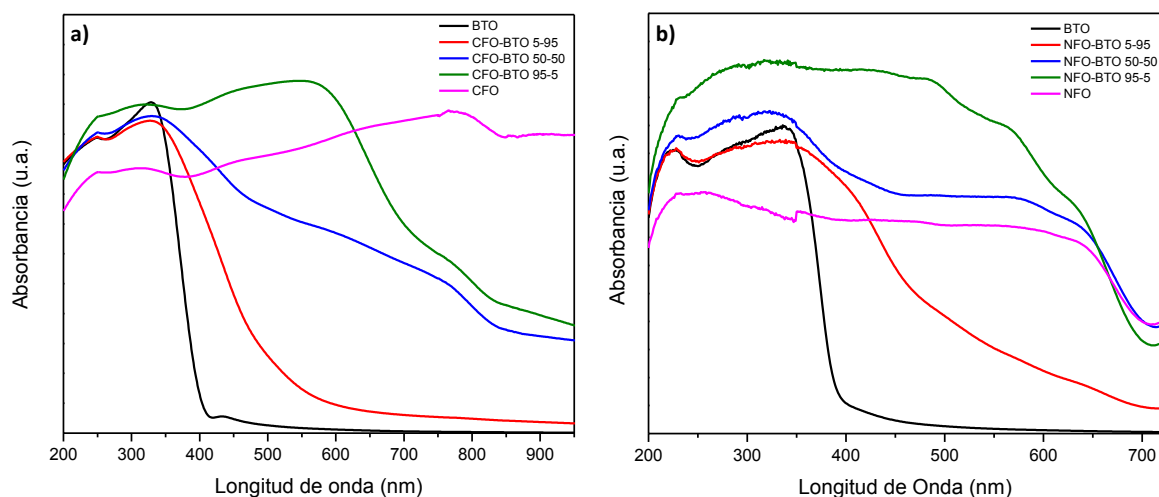 a)
BTO
CFO-BTO 5-95
CFO-BTO 50-50
CFO-BTO 95-5
CFO
Absorbancia (u.a.)
200 300 400 500 600 700 800 900
Longitud de onda (nm)
b)
BTO
NFO-BTO 5-95
NFO-BTO 50-50
NFO-BTO 95-5
NFO
Absorbancia (u.a.)
200 300 400 500 600 700
Longitud de Onda (nm)